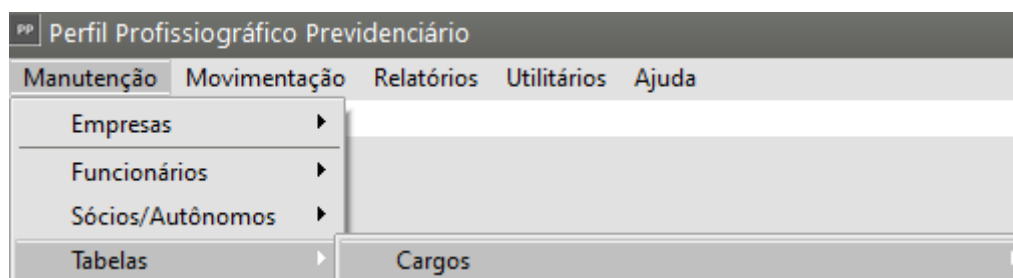 PP Perfil Profissiográfico Previdenciário
Manutenção Movimentação Relatórios Utilitários Ajuda
Empresas
Funcionários
Sócios/Autônomos
Tabelas Cargos